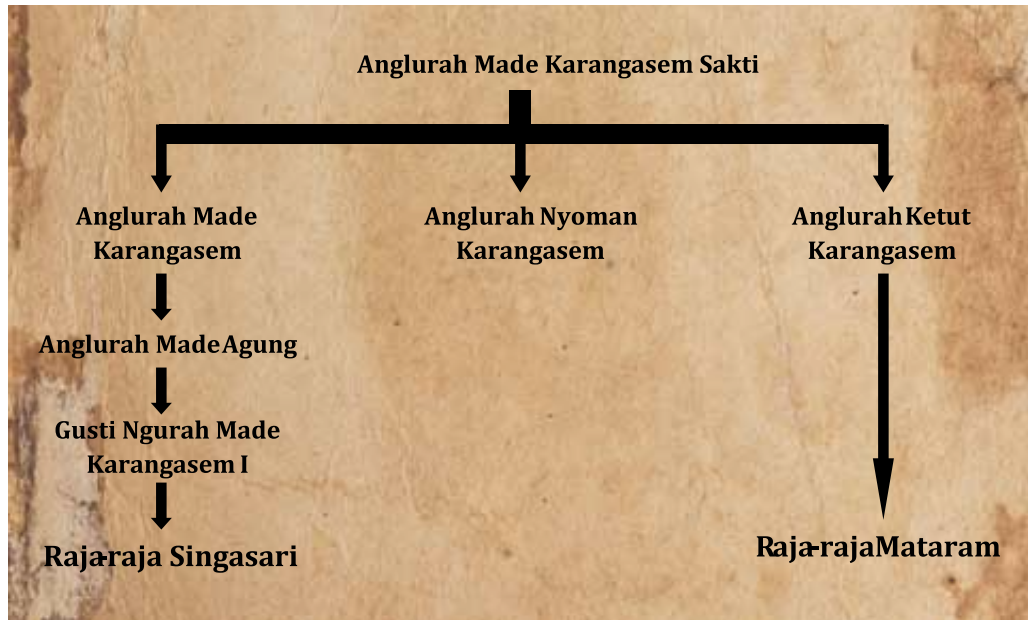 Anglurah Made Karangasem Sakti
Anglurah Made
Karangasem
Anglurah Nyoman
Karangasem
Anglurah Ketut
Karangasem
Anglurah Made Agung
Gusti Ngurah Made
Karangasem I
Raja-raja Singasari
Raja-raja Mataram